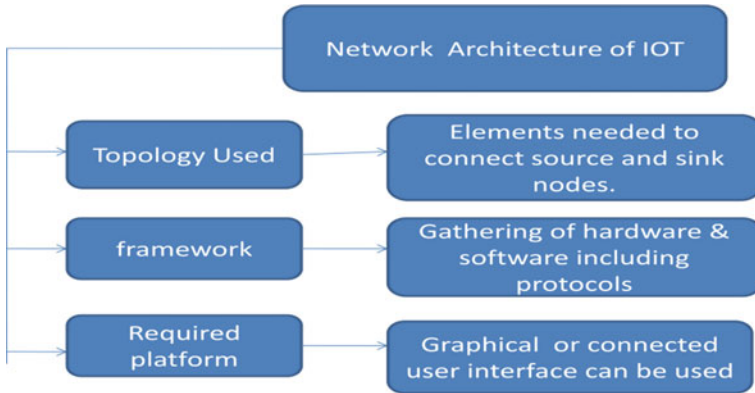 Network Architecture of IOT
Topology Used
Elements needed to
connect source and sink
nodes.
framework
Gathering of hardware &
software including
protocols
Required
platform
Graphical or connected
user interface can be used